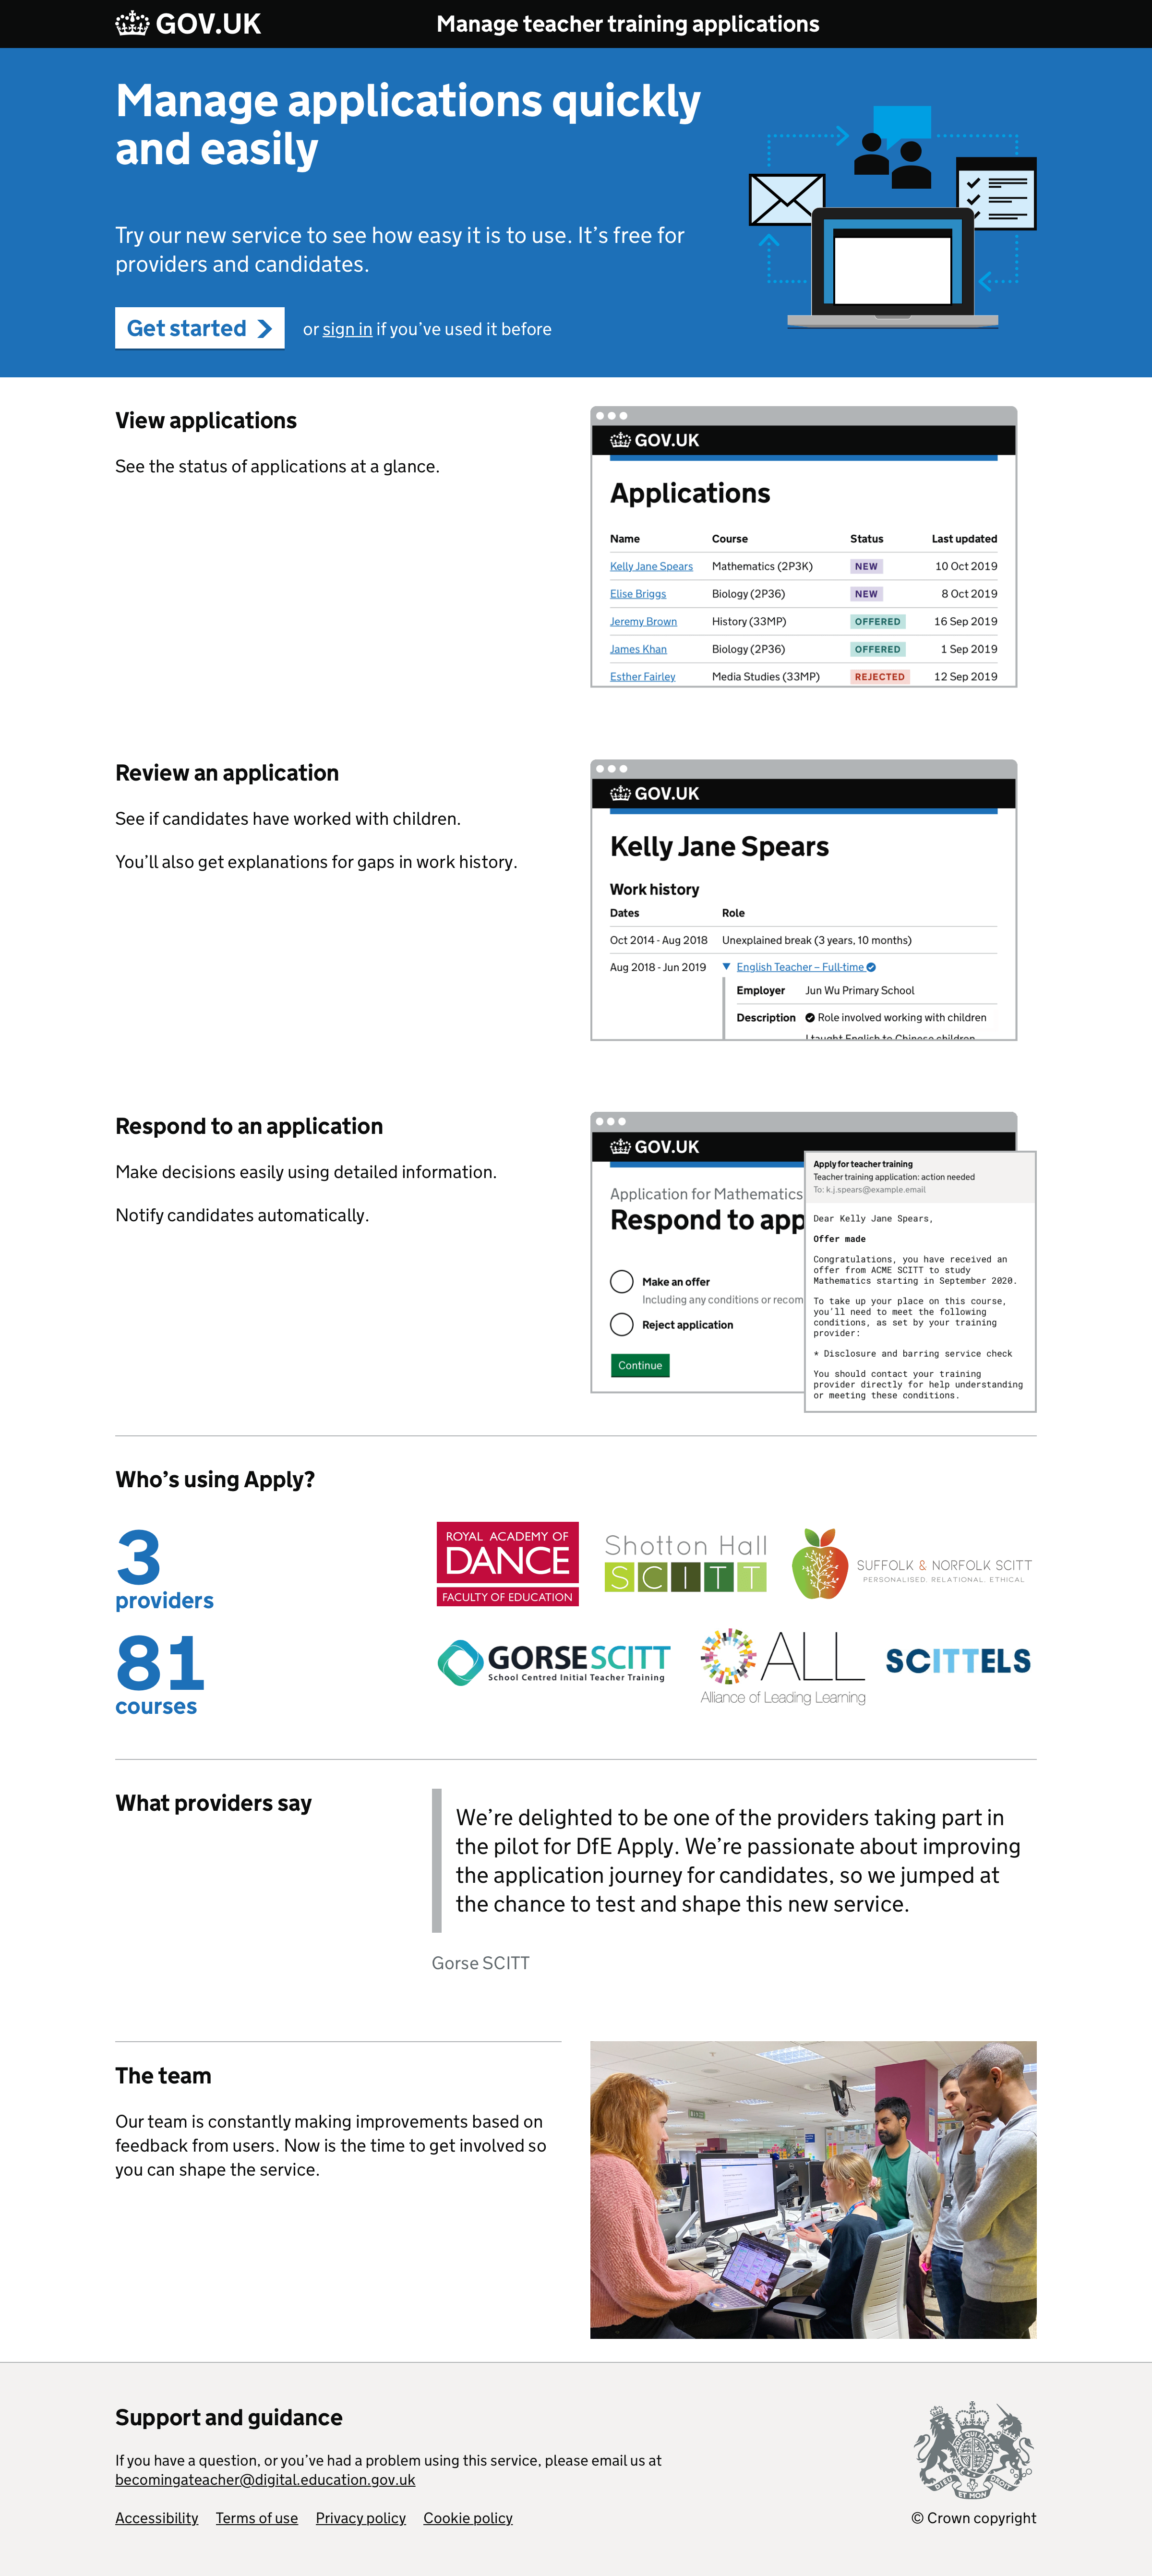 GOV.UK
Manage teacher training applications
Manage applications quickly
and easily
Try our new service to see how easy it is to use. It’s free for
providers and candidates.
Get started
or sign in if you’ve used it before
View applications
See the status of applications at a glance.
GOV.UK
Applications
Name Course Status Last updated
Kelly Jane Spears Mathematics (2P3K) NEW 10 Oct 2019
Elise Briggs Biology (2P36) NEW 8 Oct 2019
Jeremy Brown History (33MP) OFFERED 16 Sep 2019
James Khan Biology (2P36) OFFERED 1 Sep 2019
Esther Fairley Media Studies (33MP) REJECTED 12 Sep 2019
Review an application
See if candidates have worked with children.
You’ll also get explanations for gaps in work history.
GOV.UK
Kelly Jane Spears
Work history
Dates Role
Oct 2014 - Aug 2018 Unexplained break (3 years, 10 months)
Aug 2018 - Jun 2019 English Teacher – Full-time
Employer Jun Wu Primary School
Description Role involved working with children
I taught English to Chinese children
Respond to an application
Make decisions easily using detailed information.
Notify candidates automatically.
GOV.UK
Application for Mathematics
Respond to app
Make an offer
Including any conditions or recom
Reject application
Continue
Apply for teacher training
Teacher training application: action needed
To: k.j.spears@example.email
Dear Kelly Jane Spears,
Offer made
Congratulations, you have received an
offer from ACME SCITT to study
Mathematics starting in September 2020.
To take up your place on this course,
you’ll need to meet the following
conditions, as set by your training
provider:
* Disclosure and barring service check
You should contact your training
provider directly for help understanding
or meeting these conditions.
Who’s using Apply?
3
providers
81
courses
ROYAL ACADEMY OF
DANCE
FACULTY OF EDUCATION
Shotton Hall
SCITT
SUFFOLK & NORFOLK SCITT
PERSONALISED. RELATIONAL. ETHICAL
GORSE SCITT
School Centred Initial Teacher Training
ALL
Alliance of Leading Learning
SCITTELS
What providers say
We’re delighted to be one of the providers taking part in
the pilot for DfE Apply. We’re passionate about improving
the application journey for candidates, so we jumped at
the chance to test and shape this new service.
Gorse SCITT
The team
Our team is constantly making improvements based on
feedback from users. Now is the time to get involved so
you can shape the service.
Support and guidance
If you have a question, or you’ve had a problem using this service, please email us at
becomingateacher@digital.education.gov.uk
Accessibility Terms of use Privacy policy Cookie policy
DIEU ET MON DROIT
© Crown copyright